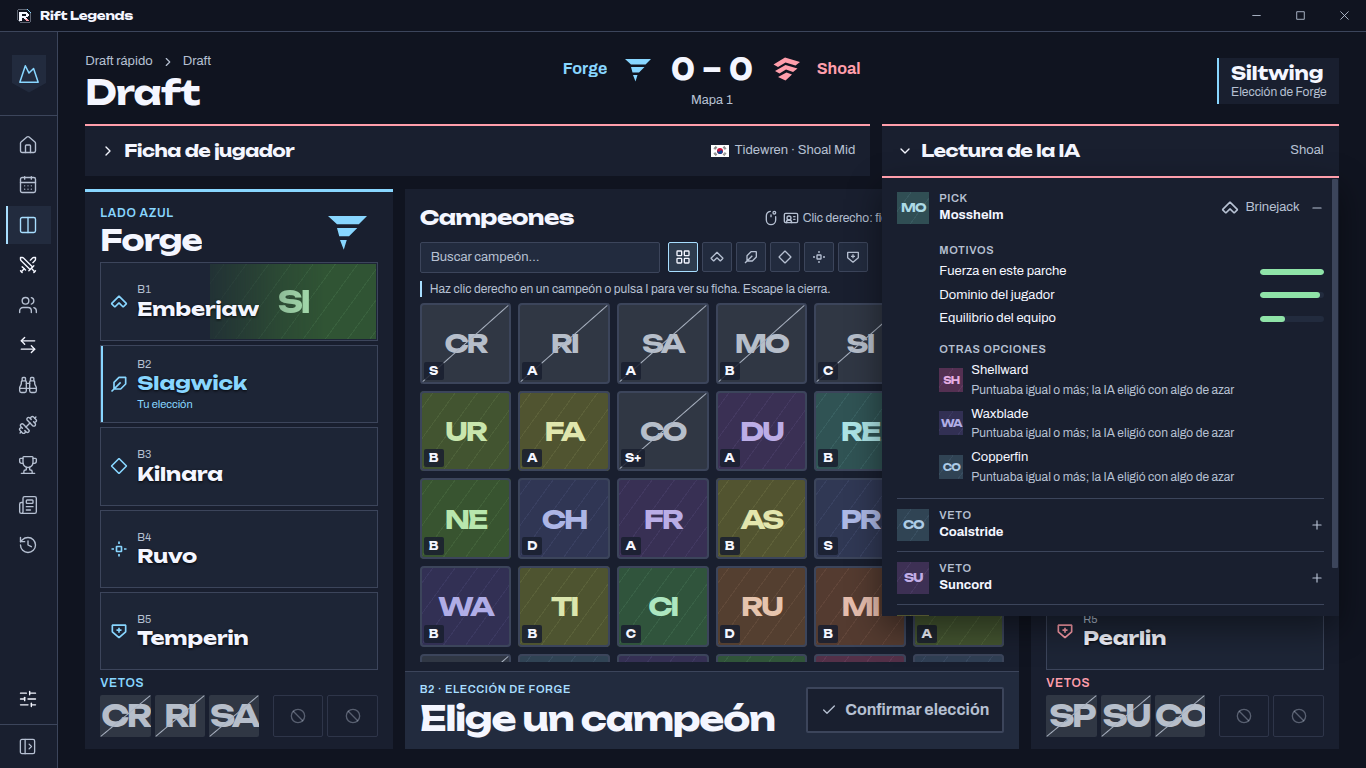 Rift Legends
Draft rápido > Draft
Draft
Forge 0 – 0 Shoal
Mapa 1
Siltwing
Elección de Forge
Ficha de jugador
Tidewren · Shoal Mid
Lectura de la IA
Shoal
LADO AZUL
Forge
B1
Emberjaw
SI
B2
Slagwick
Tu elección
B3
Kilnara
B4
Ruvo
B5
Temperin
VETOS
CR RI SA
Campeones
Clic derecho: fi
Buscar campeón...
Haz clic derecho en un campeón o pulsa I para ver su ficha. Escape la cierra.
CR RI SA MO SI
S A A B C
UR FA CO DU RE
B A S+ A B
NE CH FR AS PR
B D A B S
WA TI CI RU MI
B B C D B A
B2 · ELECCIÓN DE FORGE
Elige un campeón
Confirmar elección
MO
PICK
Mosshelm
Brinejack
MOTIVOS
Fuerza en este parche
Dominio del jugador
Equilibrio del equipo
OTRAS OPCIONES
SH
Shellward
Puntuaba igual o más; la IA eligió con algo de azar
WA
Waxblade
Puntuaba igual o más; la IA eligió con algo de azar
CO
Copperfin
Puntuaba igual o más; la IA eligió con algo de azar
CO
VETO
Coalstride
SU
VETO
Suncord
R5
Pearlin
VETOS
SP SU CO